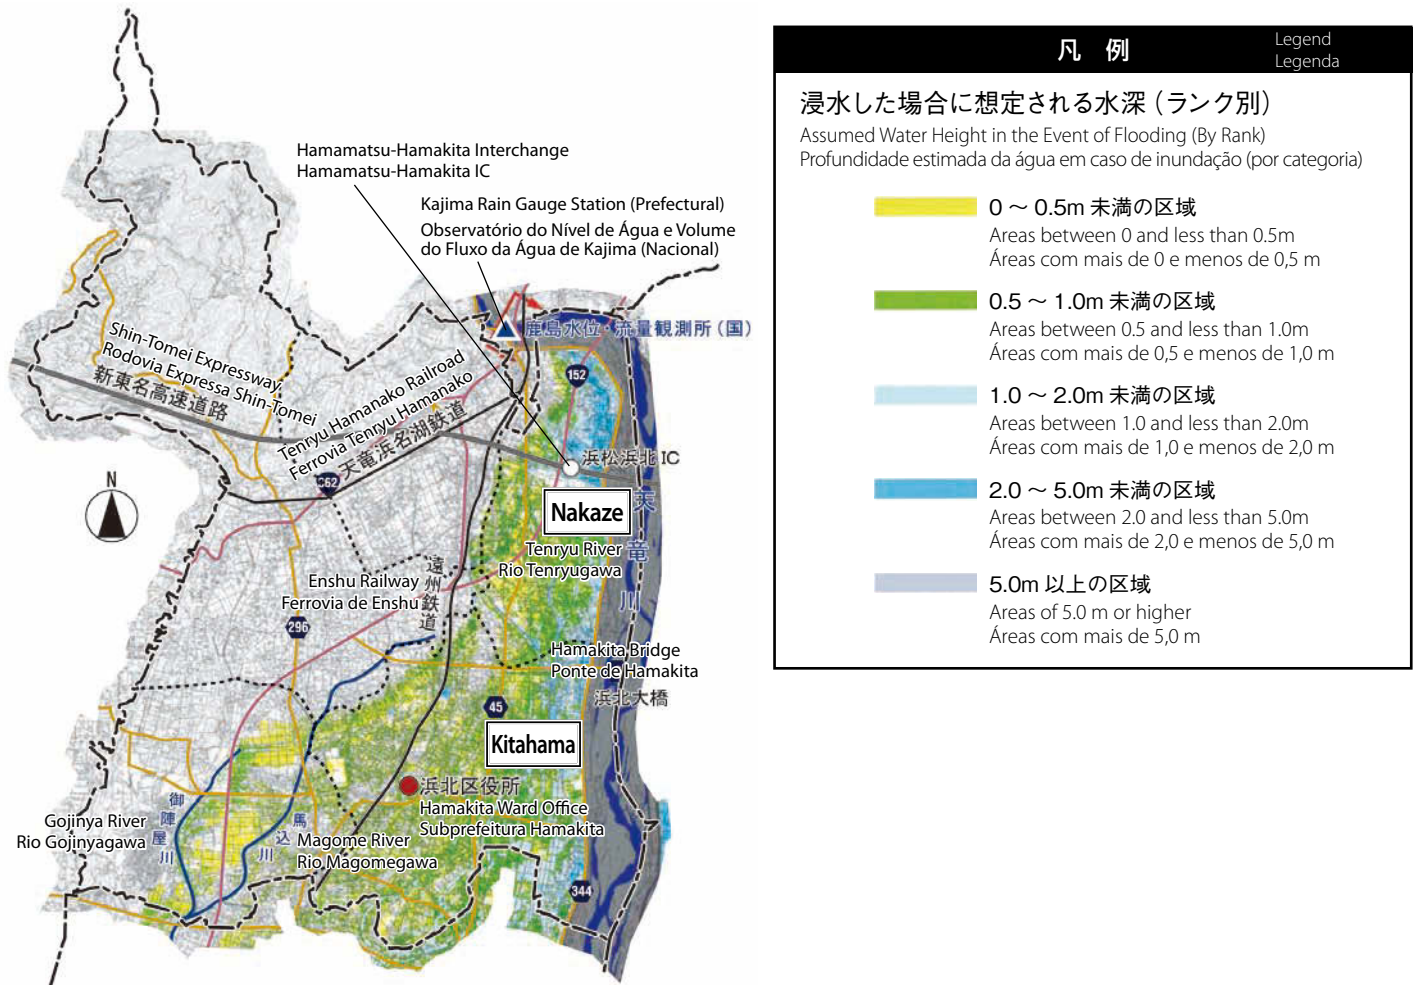 Hamamatsu-Hamakita Interchange
Hamamatsu-Hamakita IC
Kajima Rain Gauge Station (Prefectural)
Observatório do Nível de Água e Volume
do Fluxo da Água de Kajima (Nacional)
鹿島水位・流量観測所(国)
Shin-Tomei Expressway
Rodovia Expressa Shin-Tomei
新東名高速道路
Tenryu Hamanako Railroad
Ferrovia Tenryu Hamanako
天竜浜名湖鉄道
152
362
浜松浜北 IC
N
Nakaze
Tenryu River
Rio Tenryugawa
天竜川
Enshu Railway
Ferrovia de Enshu
遠州鉄道
296
Hamakita Bridge
Ponte de Hamakita
浜北大橋
45
Kitahama
浜北区役所
Hamakita Ward Office
Subprefeitura Hamakita
Gojinya River
Rio Gojinyagawa
御陣屋川
馬込川
Magome River
Rio Magomegawa
344
凡 例
Legend
Legenda
浸水した場合に想定される水深(ランク別)
Assumed Water Height in the Event of Flooding (By Rank)
Profundidade estimada da água em caso de inundação (por categoria)
0 ~ 0.5m 未満の区域
Areas between 0 and less than 0.5m
Áreas com mais de 0 e menos de 0,5 m
0.5 ~ 1.0m 未満の区域
Areas between 0.5 and less than 1.0m
Áreas com mais de 0,5 e menos de 1,0 m
1.0 ~ 2.0m 未満の区域
Areas between 1.0 and less than 2.0m
Áreas com mais de 1,0 e menos de 2,0 m
2.0 ~ 5.0m 未満の区域
Areas between 2.0 and less than 5.0m
Áreas com mais de 2,0 e menos de 5,0 m
5.0m 以上の区域
Areas of 5.0 m or higher
Áreas com mais de 5,0 m